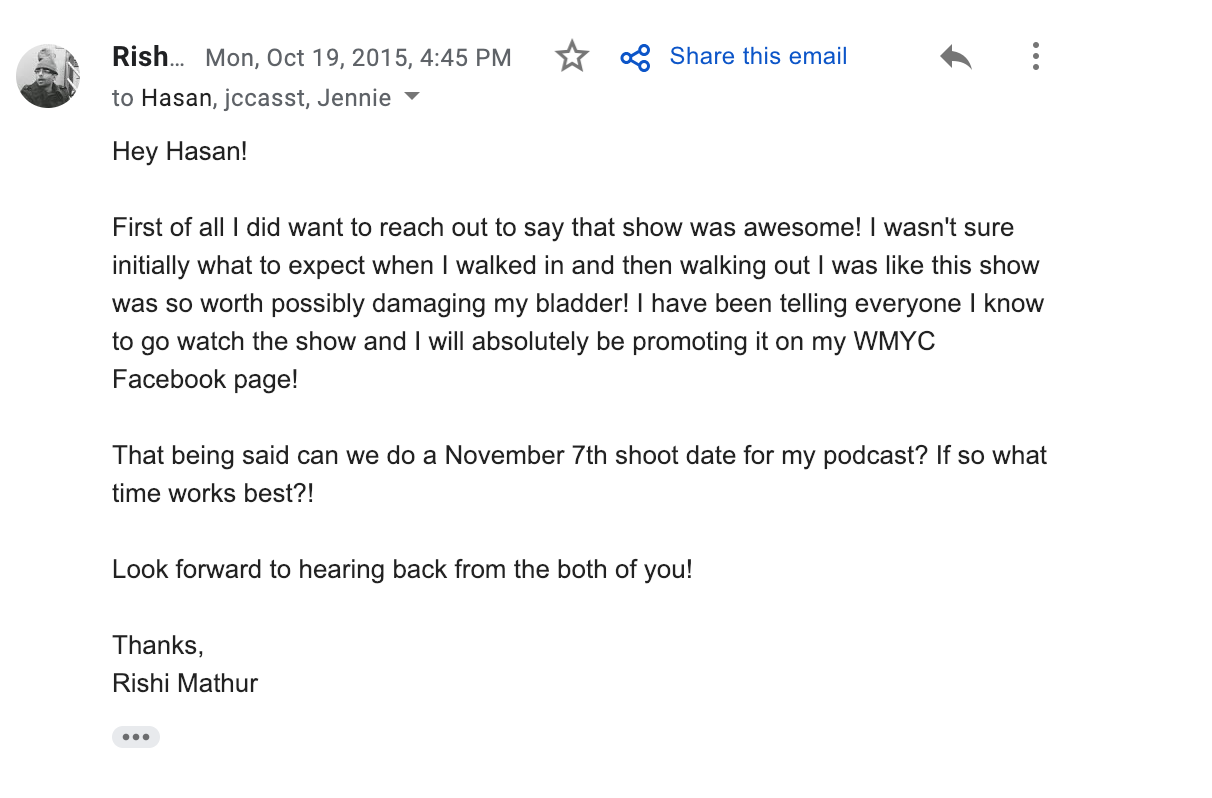 Rish... Mon, Oct 19, 2015, 4:45 PM Share this email
to Hasan, jccasst, Jennie
Hey Hasan!
First of all I did want to reach out to say that show was awesome! I wasn't sure
initially what to expect when I walked in and then walking out I was like this show
was so worth possibly damaging my bladder! I have been telling everyone I know
to go watch the show and I will absolutely be promoting it on my WMYC
Facebook page!
That being said can we do a November 7th shoot date for my podcast? If so what
time works best?!
Look forward to hearing back from the both of you!
Thanks,
Rishi Mathur